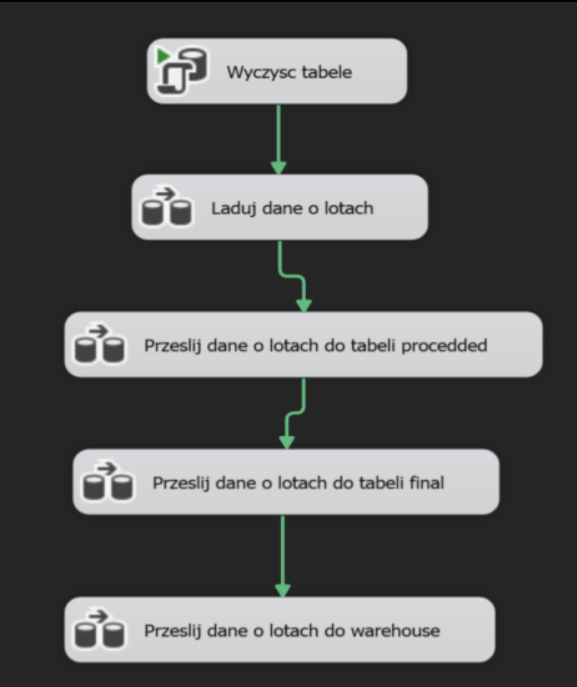 Wyczysc tabele
Laduj dane o lotach
Przeslij dane o lotach do tabeli procedded
Przeslij dane o lotach do tabeli final
Przeslij dane o lotach do warehouse